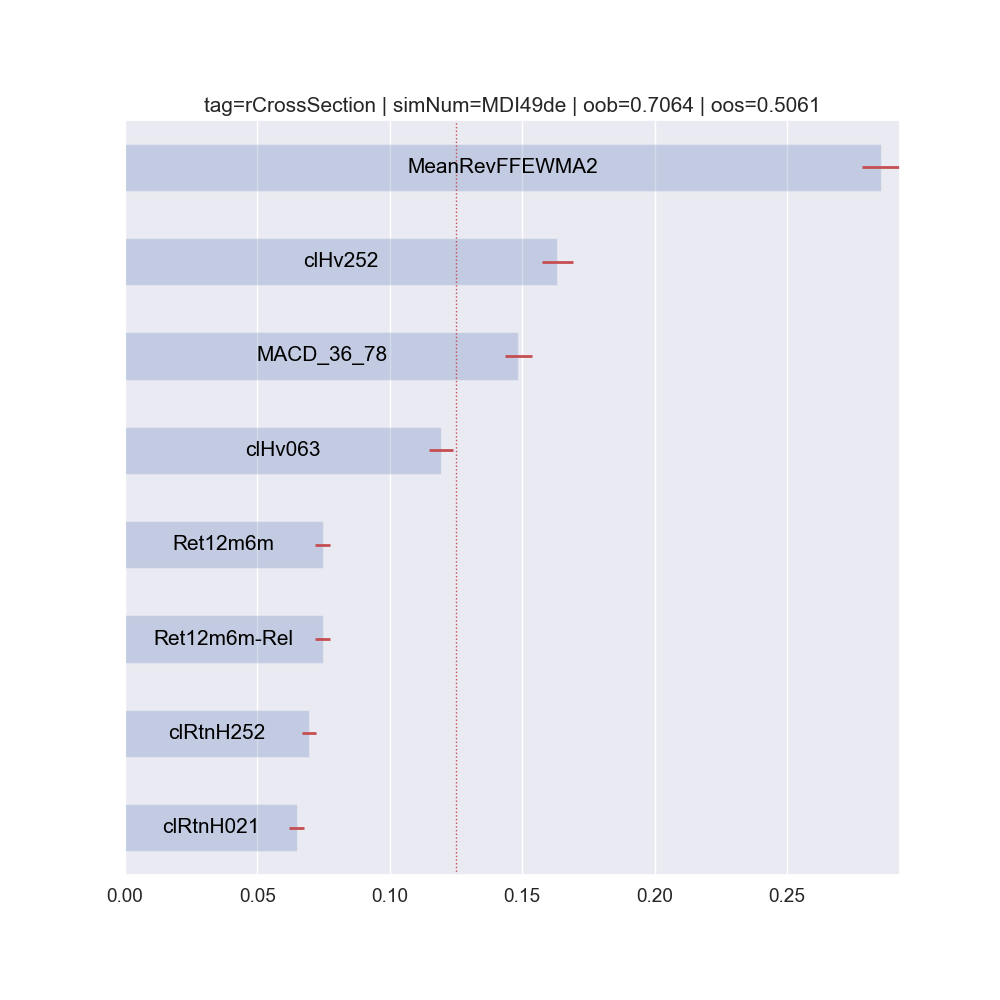 tag=rCrossSection | simNum=MDI49de | oob=0.7064 | oos=0.5061
MeanRevFFEWMA2
clHv252
MACD_36_78
clHv063
Ret12m6m
Ret12m6m-Rel
clRtnH252
clRtnH021
0.00 0.05 0.10 0.15 0.20 0.25